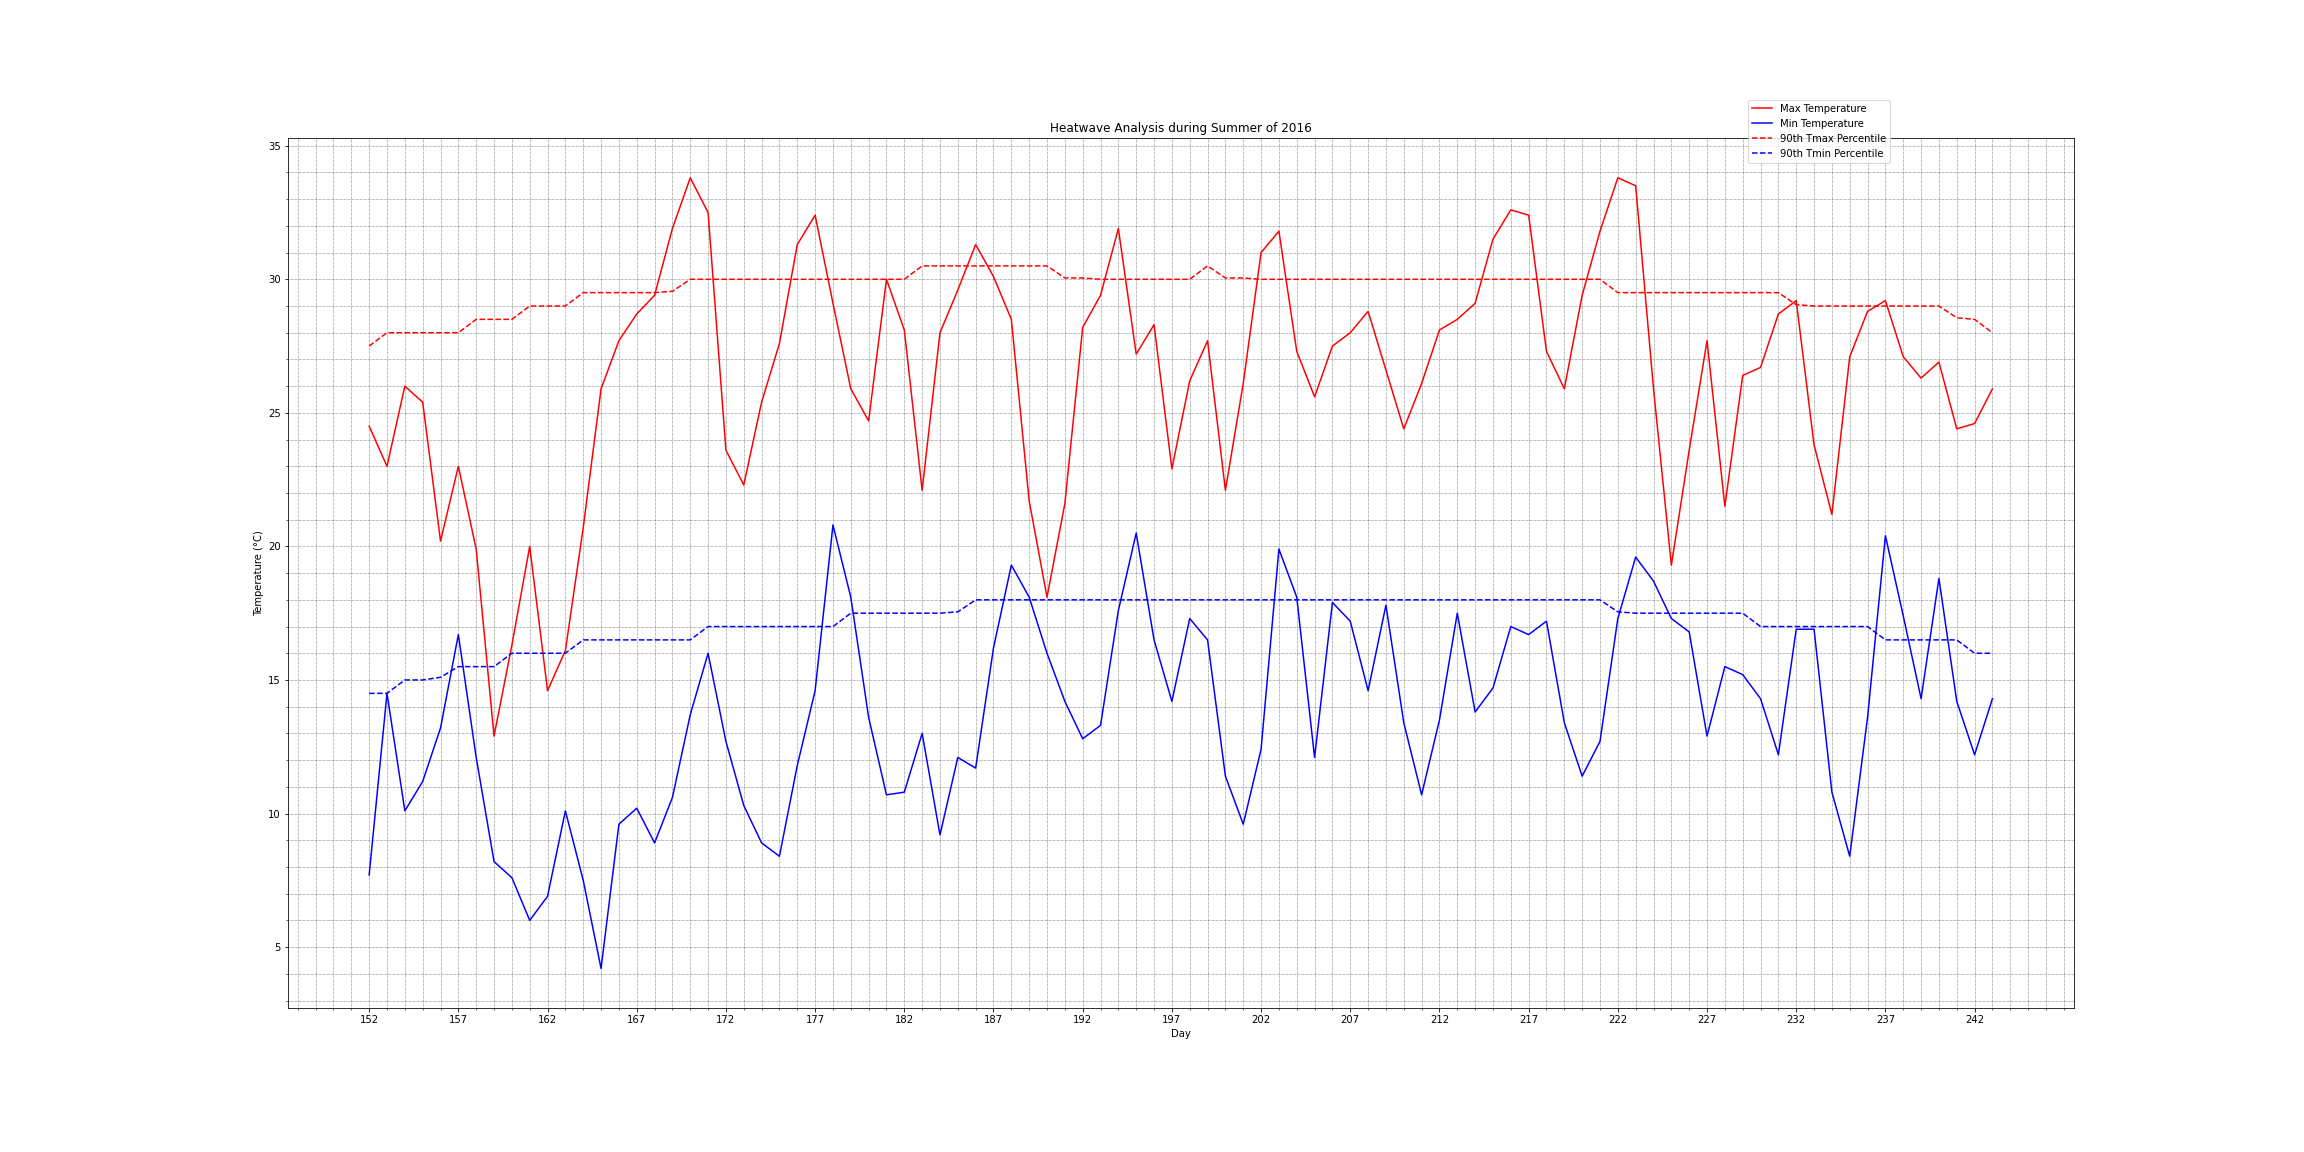 Max Temperature
Min Temperature
90th Tmax Percentile
90th Tmin Percentile
Heatwave Analysis during Summer of 2016
35
30
25
20
15
10
5
Temperature (°C)
152 157 162 167 172 177 182 187 192 197 202 207 212 217 222 227 232 237 242
Day